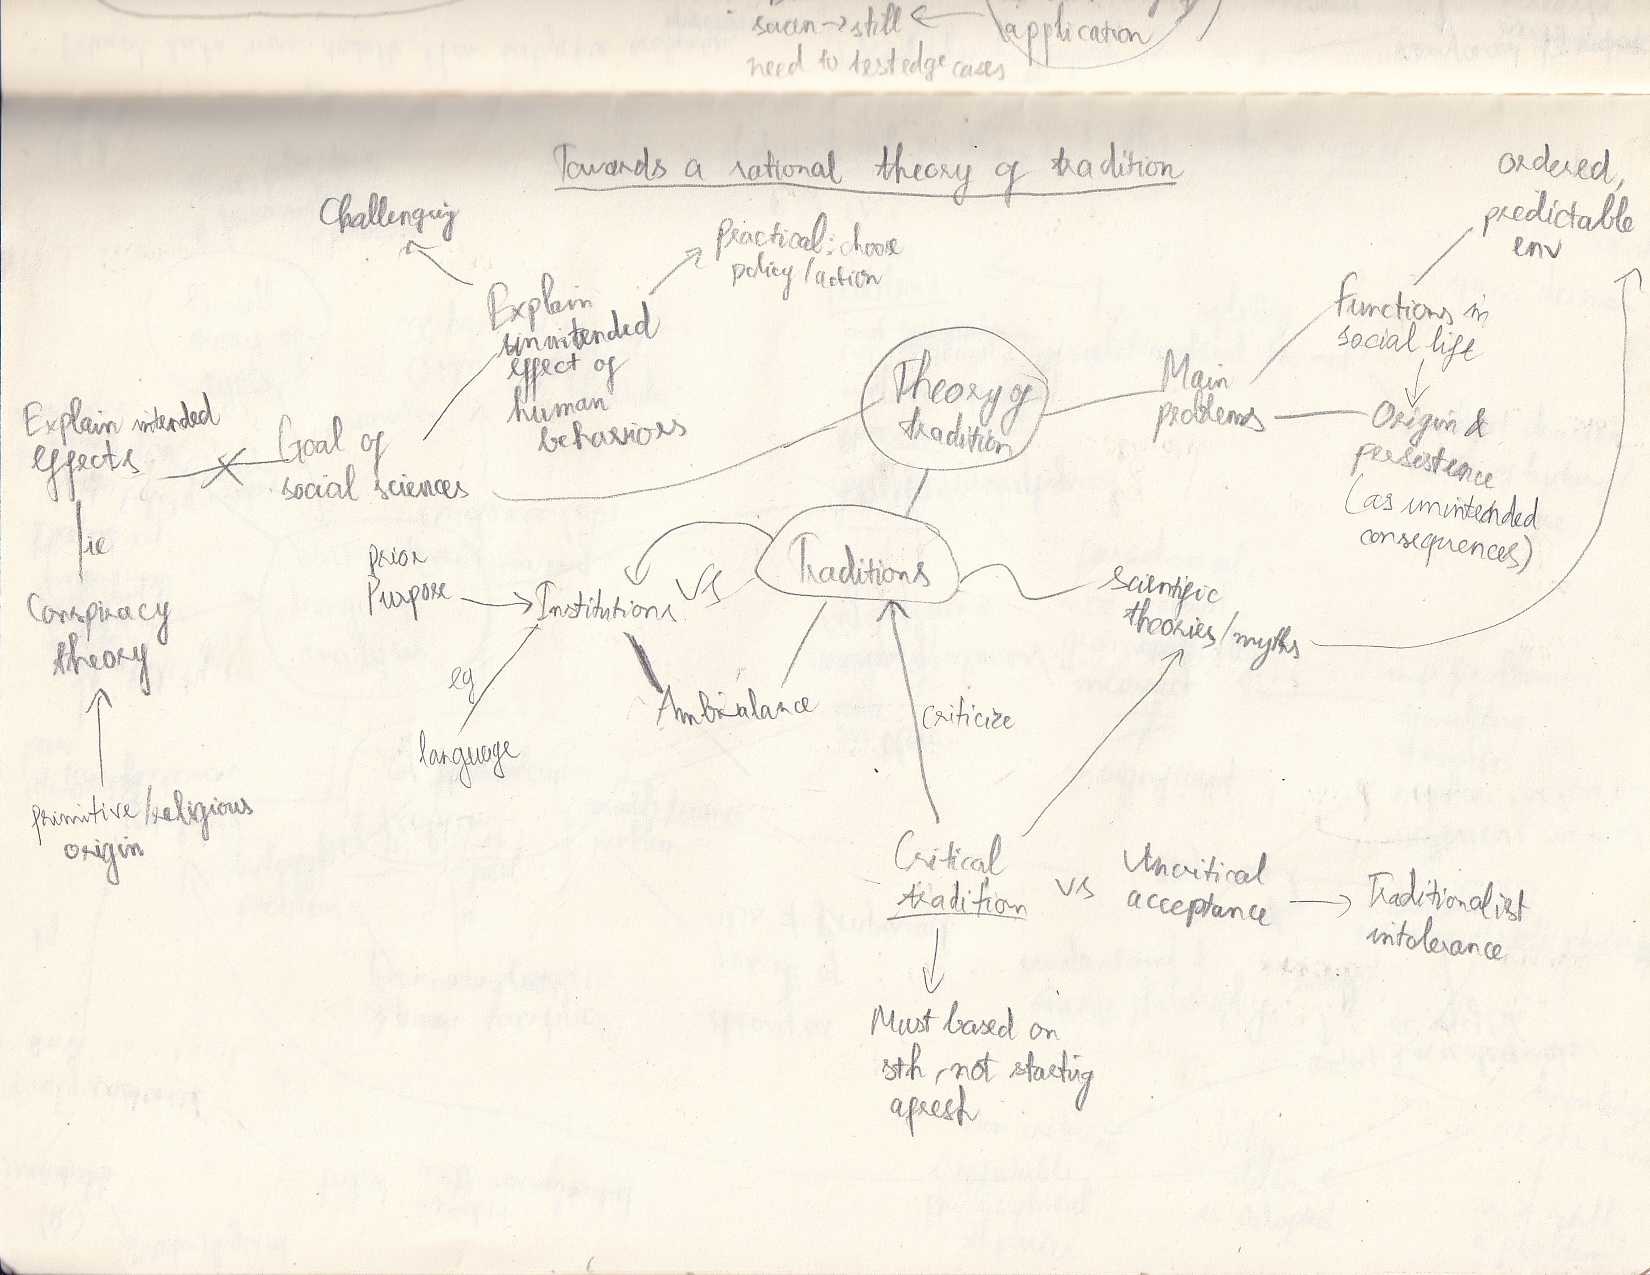 still
application
need to test edge cases
Towards a rational theory of tradition
Challenging
practical: choose
policy/action
ordered,
predictable
env
Explain
unintended
effect of
human
behaviors
Functions in
social life
Theory of
tradition
Main
problems
Origin &
persistence
(as unintended
consequences)
Explain intended
effects
Goal of
social sciences
ie
Conspiracy
theory
primitive/religious
origin
prior
Purpose
Institutions
VS
Traditions
scientific
theories/myths
eg
language
Ambivalance
criticize
Critical
tradition
vs
Uncritical
acceptance
Traditionalist
intolerance
Must based on
sth, not starting
afresh